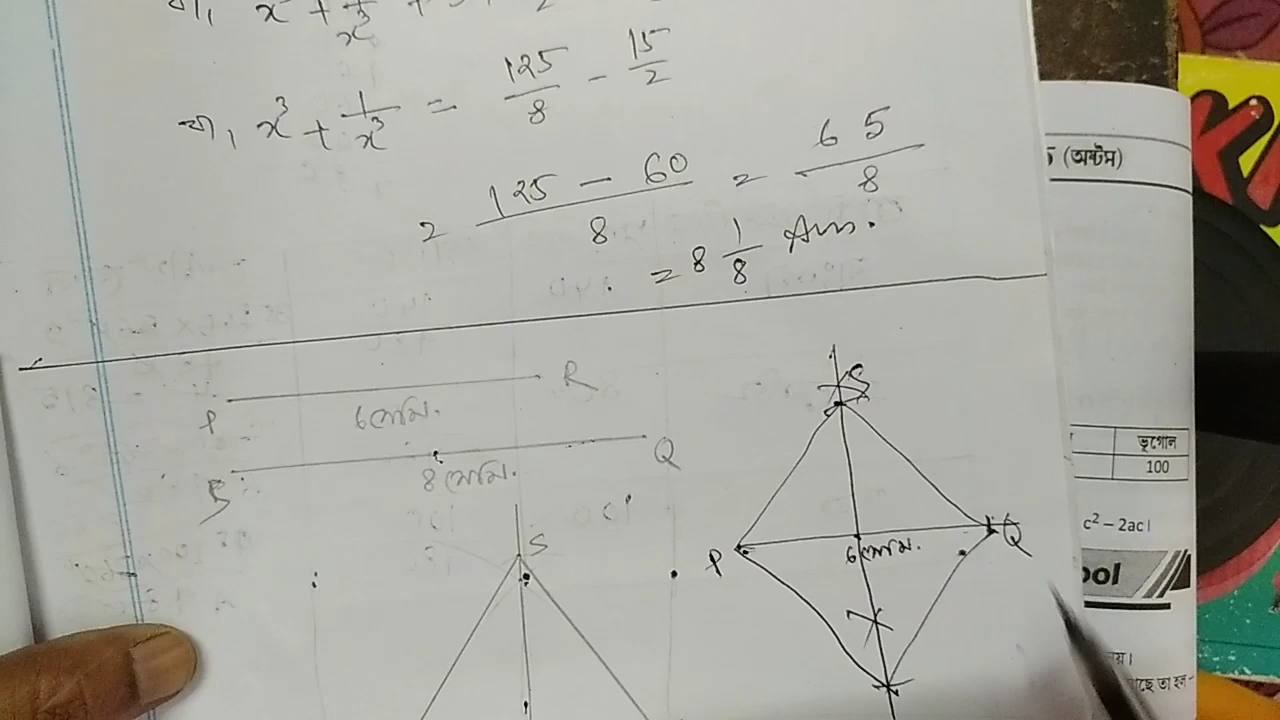 বা, x³ + 1/x³ = 125/8 - 15/2
= (125 - 60)/8 = 65/8
= 8 1/8 Ans.
P R
6 সেমি.
S Q
8 সেমি.
S
S
P Q
6 সেমি.
(অষ্টম)
ভূগোল
100
c² – 2ac
ool